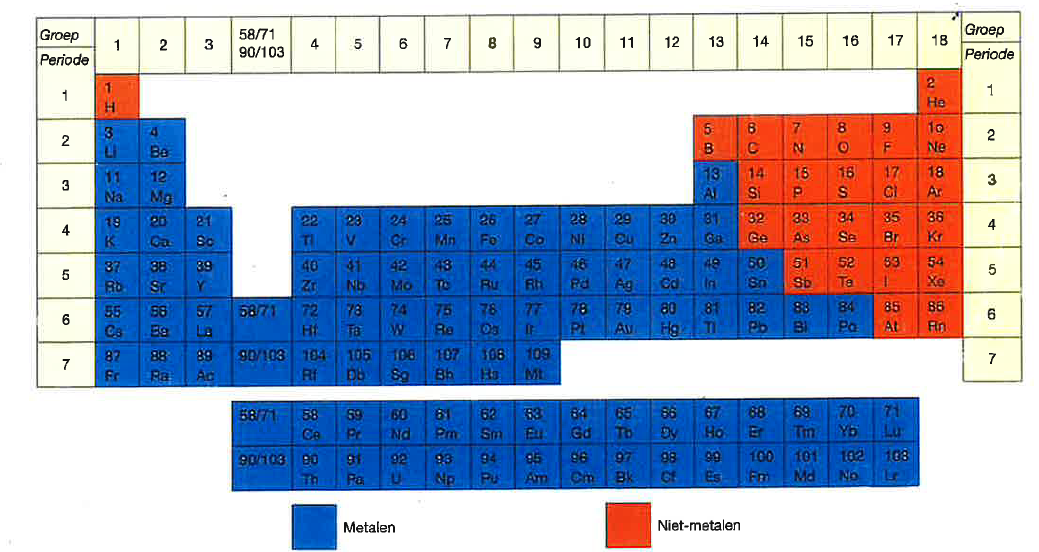 Groep 1 2 3 58/71 4 5 6 7 8 9 10 11 12 13 14 15 16 17 18 Groep
Periode 90/103 Periode
1 1 2 1
H He
2 3 4 5 6 7 8 9 10 2
Li Be B C N O F Ne
3 11 12 13 14 15 16 17 18 3
Na Mg Al Si P S Cl Ar
4 19 20 21 22 23 24 25 26 27 28 29 30 31 32 33 34 35 36 4
K Ca Sc Ti V Cr Mn Fe Co Ni Cu Zn Ga Ge As Se Br Kr
5 37 38 39 40 41 42 43 44 45 46 47 48 49 50 51 52 53 54 5
Rb Sr Y Zr Nb Mo Tc Ru Rh Pd Ag Cd In Sn Sb Te I Xe
6 55 56 57 58/71 72 73 74 75 76 77 78 79 80 81 82 83 84 85 86 6
Cs Ba La Hf Ta W Re Os Ir Pt Au Hg Tl Pb Bi Po At Rn
7 87 88 89 90/103 104 105 106 107 108 109 7
Fr Ra Ac Rf Db Sg Bh Hs Mt
58/71 58 59 60 61 62 63 64 65 66 67 68 69 70 71
Ce Pr Nd Pm Sm Eu Gd Tb Dy Ho Er Tm Yb Lu
90/103 90 91 92 93 94 95 96 97 98 99 100 101 102 103
Th Pa U Np Pu Am Cm Bk Cf Es Fm Md No Lr
Metalen Niet-metalen